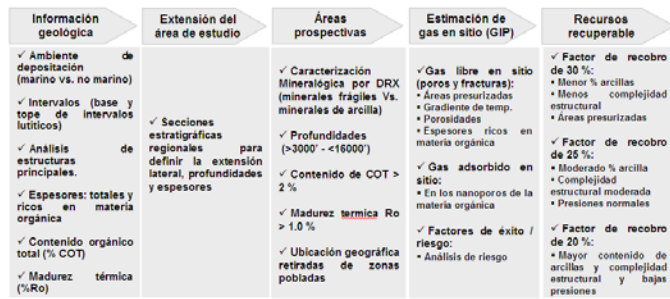 Información
geológica
Extensión del
área de estudio
Áreas
prospectivas
Estimación de
gas en sitio (GIP)
Recursos
recuperable
✓ Ambiente de
depositación
(marino vs. no marino)
✓ Intervalos (base y
tope de intervalos
lutíticos)
✓ Análisis de
estructuras
principales.
✓ Espesores: totales y
ricos en materia
orgánica
✓ Contenido orgánico
total (% COT)
✓ Madurez térmica
(%Ro)
✓ Secciones
estratigráficas
regionales para
definir la extensión
lateral, profundidades
y espesores
✓ Caracterización
Mineralógica por DRX
(minerales frágiles Vs.
minerales de arcilla)
✓ Profundidades
(>3000' - <16000')
✓ Contenido de COT >
2 %
✓ Madurez termica Ro
> 1.0 %
✓ Ubicación geográfica
retiradas de zonas
pobladas
✓ Gas libre en sitio
(poros y fracturas):
▪ Áreas presurizadas
▪ Gradiente de temp.
▪ Porosidades
▪ Espesores ricos en
materia orgánica
✓ Gas adsorbido en
sitio:
▪ En los nanoporos de la
materia orgánica
✓ Factores de éxito /
riesgo:
▪ Análisis de riesgo
✓ Factor de recobro
de 30 %:
▪ Menor % arcillas
▪ Menos complejidad
estructural
▪ Áreas presurizadas
✓ Factor de recobro
de 25 %:
▪ Moderado % arcilla
▪ Complejidad
estructural moderada
▪ Presiones normales
✓ Factor de recobro
de 20 %:
▪ Mayor contenido de
arcillas y complejidad
estructural y bajas
presiones